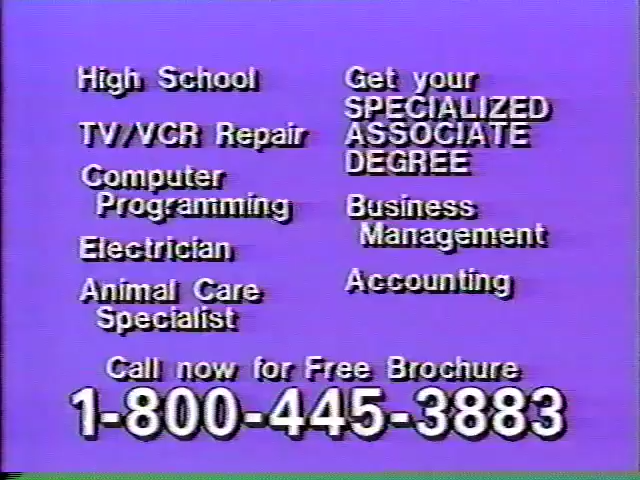 High School
TV/VCR Repair
Computer
Programming
Electrician
Animal Care
Specialist
Get your
SPECIALIZED
ASSOCIATE
DEGREE
Business
Management
Accounting
Call now for Free Brochure
1-800-445-3883